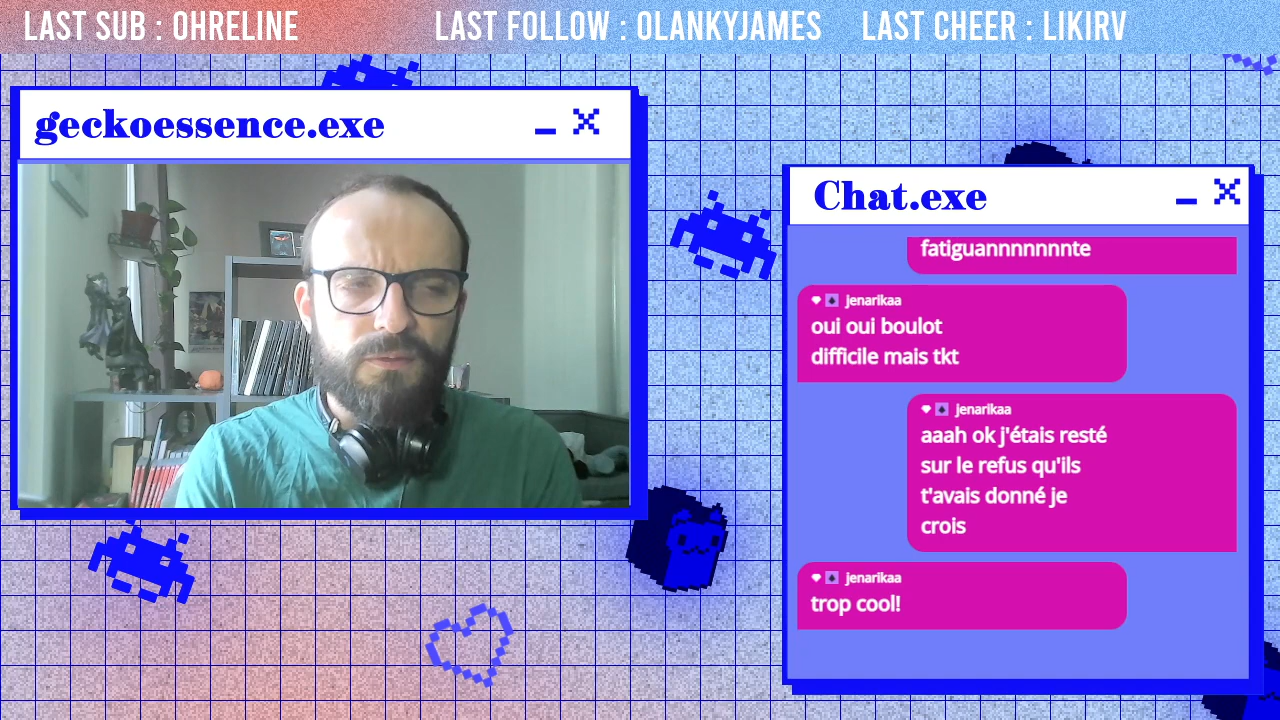 LAST SUB : OHRELINE
LAST FOLLOW : OLANKYJAMES
LAST CHEER : LIKIRV
geckoessence.exe
Chat.exe
fatiguannnnnnnte
jenarikaa
oui oui boulot
difficile mais tkt
jenarikaa
aaah ok j'étais resté
sur le refus qu'ils
t'avais donné je
crois
jenarikaa
trop cool!